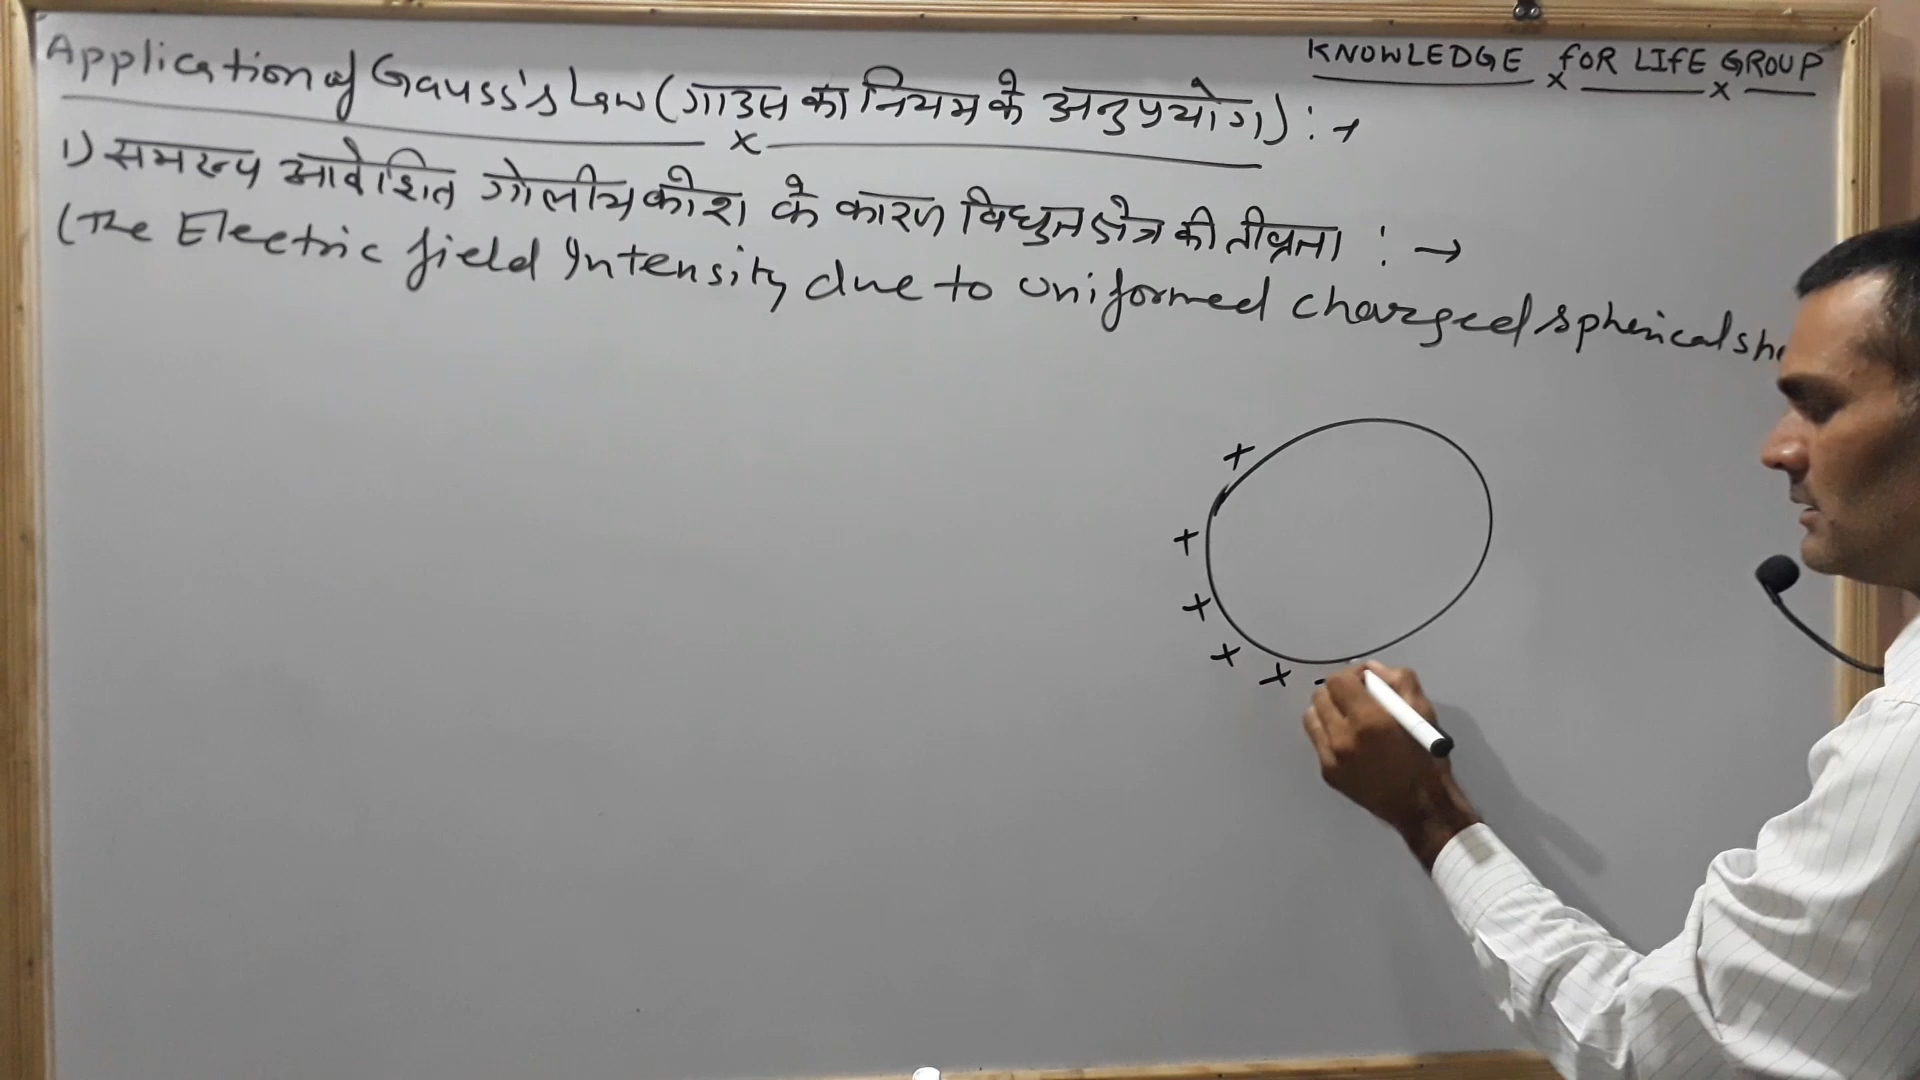 Application of Gauss's Law (गाउस का नियम के अनुप्रयोग) : →
KNOWLEDGE FOR LIFE GROUP
1) समरूप आवेशित गोलीय कोश के कारण विधुत क्षेत्र की तीव्रता : →
(The Electric field Intensity due to uniformed charged spherical